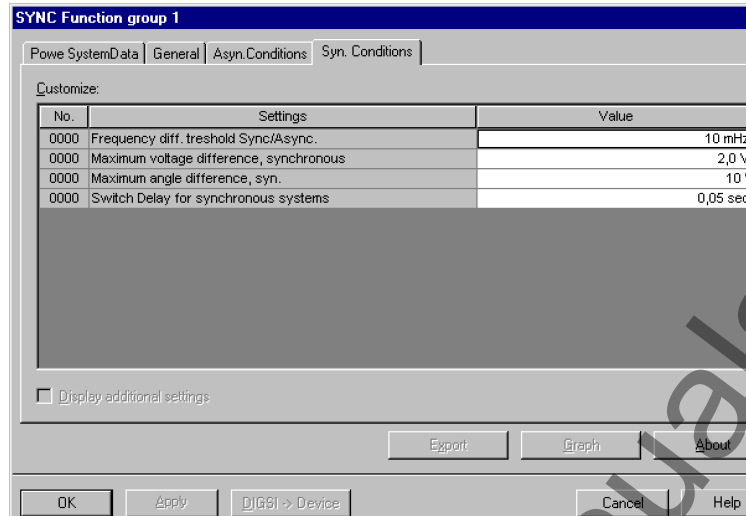 SYNC Function group 1
Powe SystemData General Asyn.Conditions Syn. Conditions
Customize:
No. Settings Value
0000 Frequency diff. treshold Sync/Async. 10 mHz
0000 Maximum voltage difference, synchronous 2,0 V
0000 Maximum angle difference, syn. 10 °
0000 Switch Delay for synchronous systems 0,05 sec
Display additional settings
Export Graph About
OK Apply DIGSI -> Device Cancel Help